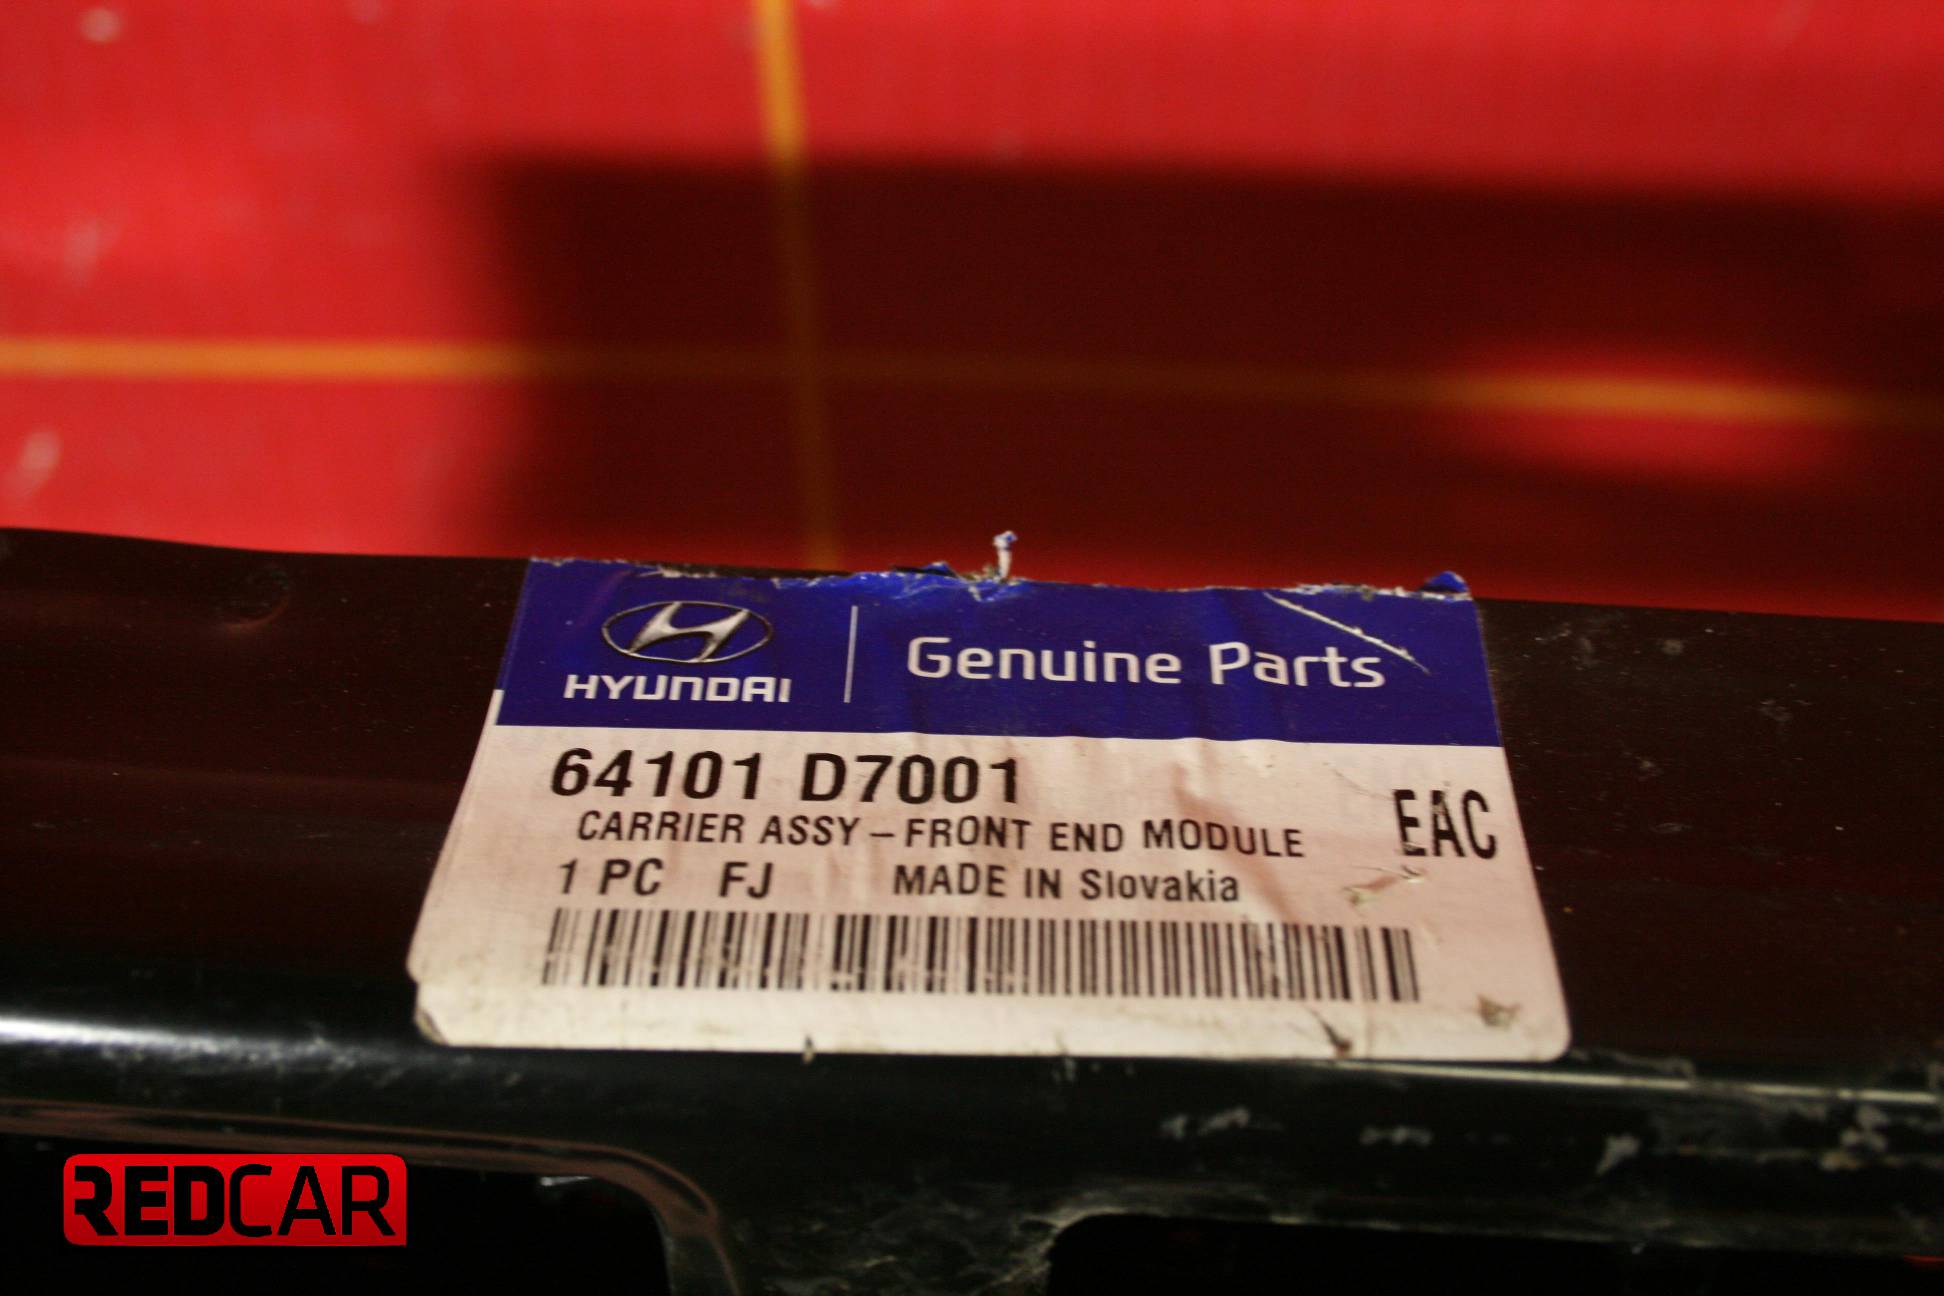 HYUNDAI
Genuine Parts
64101 D7001
CARRIER ASSY – FRONT END MODULE
EAC
1 PC FJ MADE IN Slovakia
REDCAR